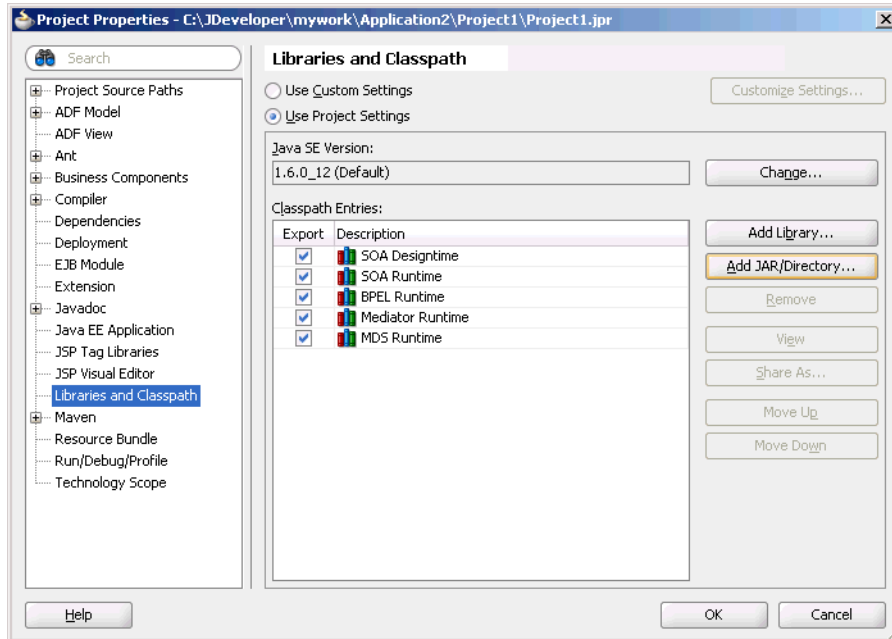 Project Properties - C:\JDeveloper\mywork\Application2\Project1\Project1.jpr
Search
Project Source Paths
ADF Model
ADF View
Ant
Business Components
Compiler
Dependencies
Deployment
EJB Module
Extension
Javadoc
Java EE Application
JSP Tag Libraries
JSP Visual Editor
Libraries and Classpath
Maven
Resource Bundle
Run/Debug/Profile
Technology Scope
Libraries and Classpath
Use Custom Settings
Customize Settings...
Use Project Settings
Java SE Version:
1.6.0_12 (Default)
Change...
Classpath Entries:
Export Description
SOA Designtime
SOA Runtime
BPEL Runtime
Mediator Runtime
MDS Runtime
Add Library...
Add JAR/Directory...
Remove
View
Share As...
Move Up
Move Down
Help
OK
Cancel